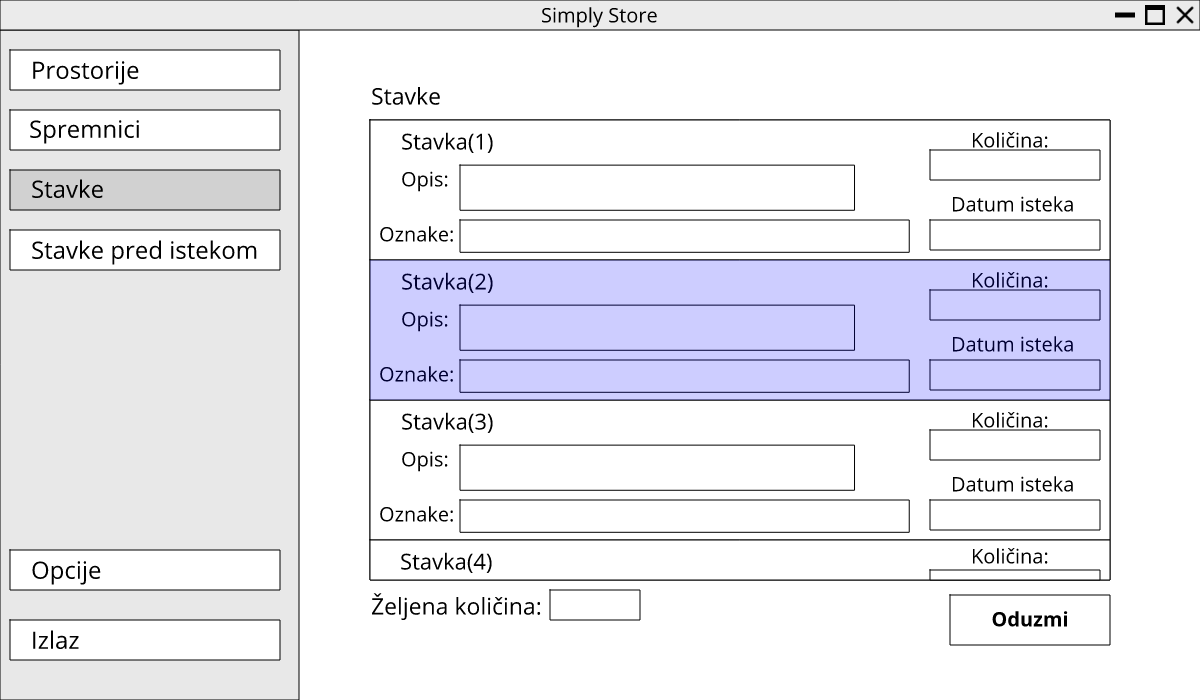 Simply Store
Prostorije
Spremnici
Stavke
Stavke pred istekom
Opcije
Izlaz
Stavke
Stavka(1)
Količina:
Opis:
Datum isteka
Oznake:
Stavka(2)
Količina:
Opis:
Datum isteka
Oznake:
Stavka(3)
Količina:
Opis:
Datum isteka
Oznake:
Stavka(4)
Količina:
Željena količina:
Oduzmi